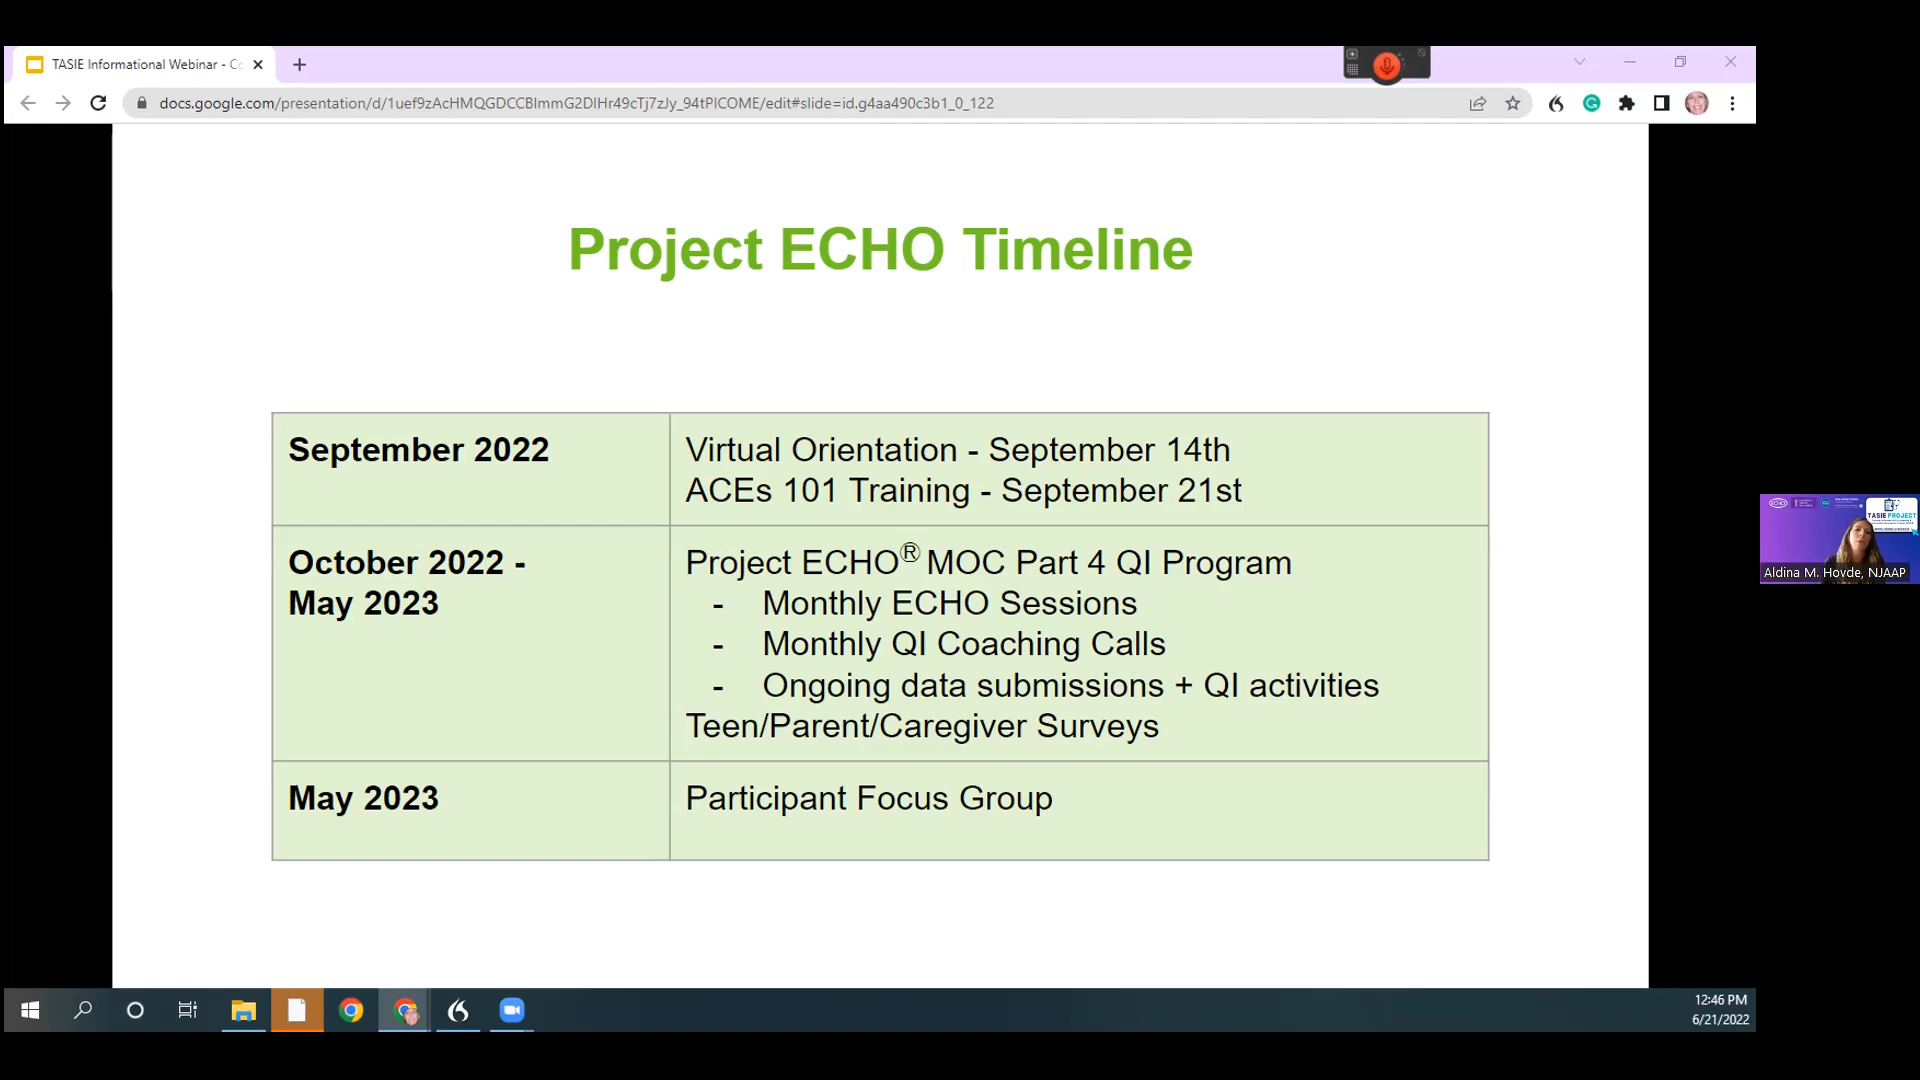 TASIE Informational Webinar - Co
docs.google.com/presentation/d/1uef9zAcHMQGDCCBlmmG2DlHr49cTj7zJy_94tPICOME/edit#slide=id.g4aa490c3b1_0_122
Project ECHO Timeline
September 2022
Virtual Orientation - September 14th
ACEs 101 Training - September 21st
October 2022 -
May 2023
Project ECHO® MOC Part 4 QI Program
- Monthly ECHO Sessions
- Monthly QI Coaching Calls
- Ongoing data submissions + QI activities
Teen/Parent/Caregiver Surveys
May 2023
Participant Focus Group
TASIE PROJECT
Aldina M. Hovde, NJAAP
12:46 PM
6/21/2022